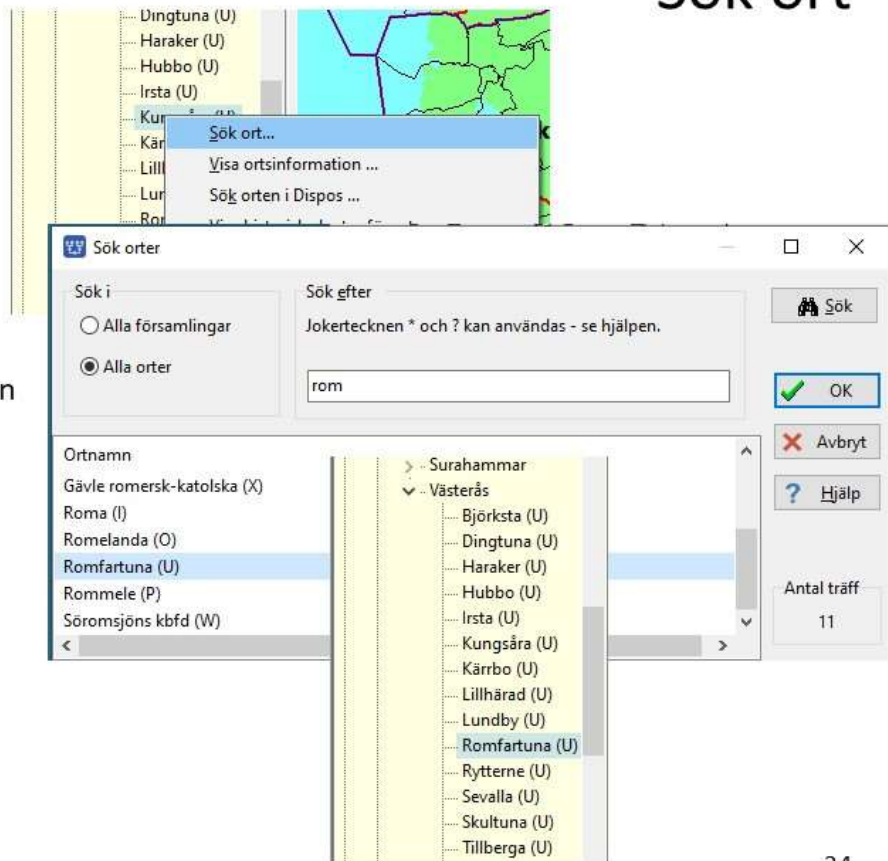 Sök ort
Dingtuna (U)
Haraker (U)
Hubbo (U)
Irsta (U)
Sök ort...
Visa ortsinformation ...
Sök orten i Dispos ...
Sök orter
Sök i
Alla församlingar
Alla orter
Sök efter
Jokertecknen * och ? kan användas - se hjälpen.
rom
Sök
OK
Avbryt
Hjälp
Antal träff
11
Ortnamn
Gävle romersk-katolska (X)
Roma (I)
Romelanda (O)
Romfartuna (U)
Rommele (P)
Söromsjöns kbfd (W)
Surahammar
Västerås
Björksta (U)
Dingtuna (U)
Haraker (U)
Hubbo (U)
Irsta (U)
Kungsåra (U)
Kärrbo (U)
Lillhärad (U)
Lundby (U)
Romfartuna (U)
Rytterne (U)
Sevalla (U)
Skultuna (U)
Tillberga (U)